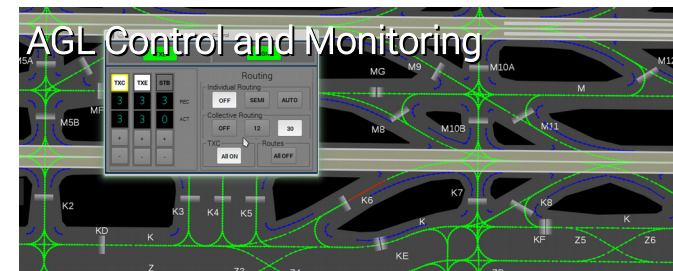 AGL Control and Monitoring
M5A
MG
M9
M10A
M
TXC TXE STB
Routing
Individual Routing
3 3 3 REC
OFF SEMI AUTO
3 3 0 ACT
Collective Routing
OFF 12 30
+ + +
- - -
TXC Routes
All ON All OFF
M5B
M8
M10B
M11
K2
K3
K4
K5
K6
K7
K8
KD
K
K
KE
KF
Z5
K
Z6
Z